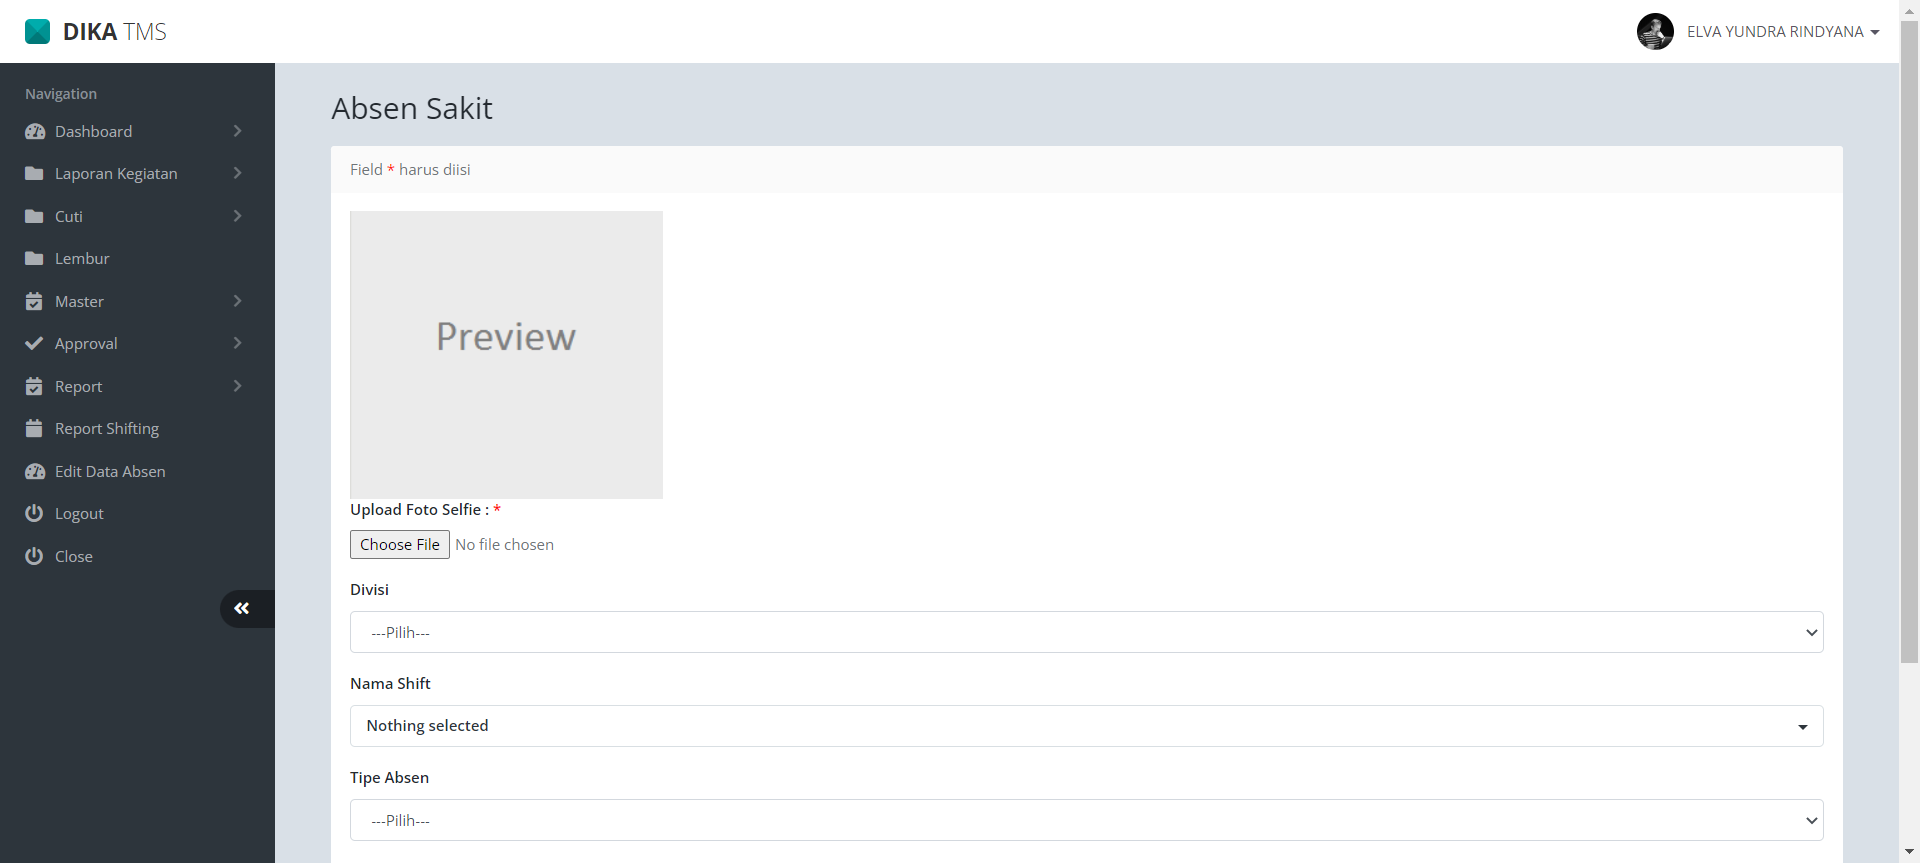 DIKA TMS
ELVA YUNDRA RINDYANA
Navigation
Dashboard
Laporan Kegiatan
Cuti
Lembur
Master
Approval
Report
Report Shifting
Edit Data Absen
Logout
Close
Absen Sakit
Field * harus diisi
Preview
Upload Foto Selfie : *
Choose File No file chosen
Divisi
---Pilih---
Nama Shift
Nothing selected
Tipe Absen
---Pilih---